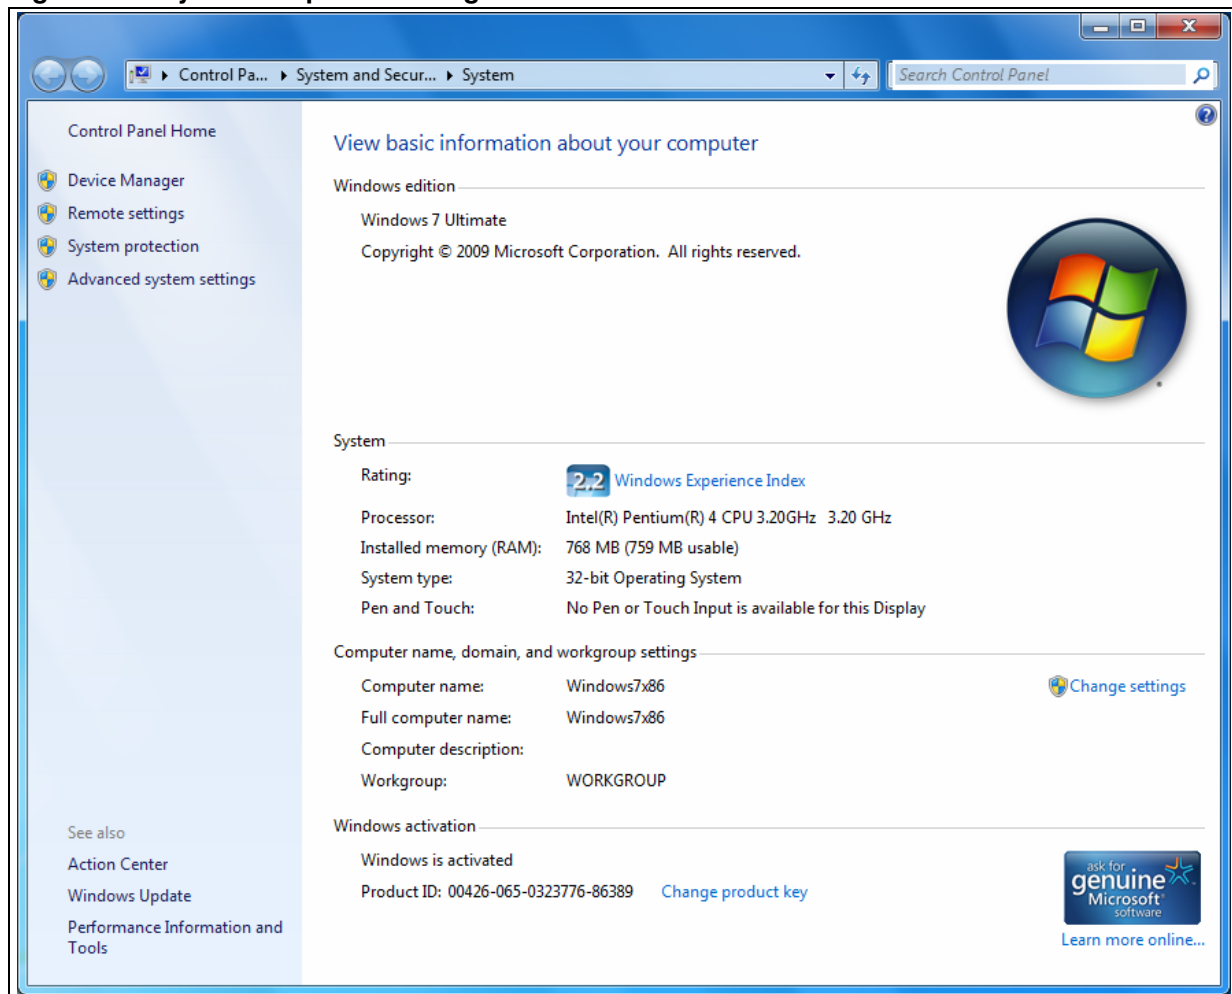 Control Pa... System and Secur... System
Search Control Panel
Control Panel Home
Device Manager
Remote settings
System protection
Advanced system settings
See also
Action Center
Windows Update
Performance Information and
Tools
View basic information about your computer
Windows edition
Windows 7 Ultimate
Copyright © 2009 Microsoft Corporation. All rights reserved.
System
Rating: 2,2 Windows Experience Index
Processor: Intel(R) Pentium(R) 4 CPU 3.20GHz 3.20 GHz
Installed memory (RAM): 768 MB (759 MB usable)
System type: 32-bit Operating System
Pen and Touch: No Pen or Touch Input is available for this Display
Computer name, domain, and workgroup settings
Computer name: Windows7x86 Change settings
Full computer name: Windows7x86
Computer description:
Workgroup: WORKGROUP
Windows activation
Windows is activated
Product ID: 00426-065-0323776-86389 Change product key
ask for
genuine
Microsoft
software
Learn more online...